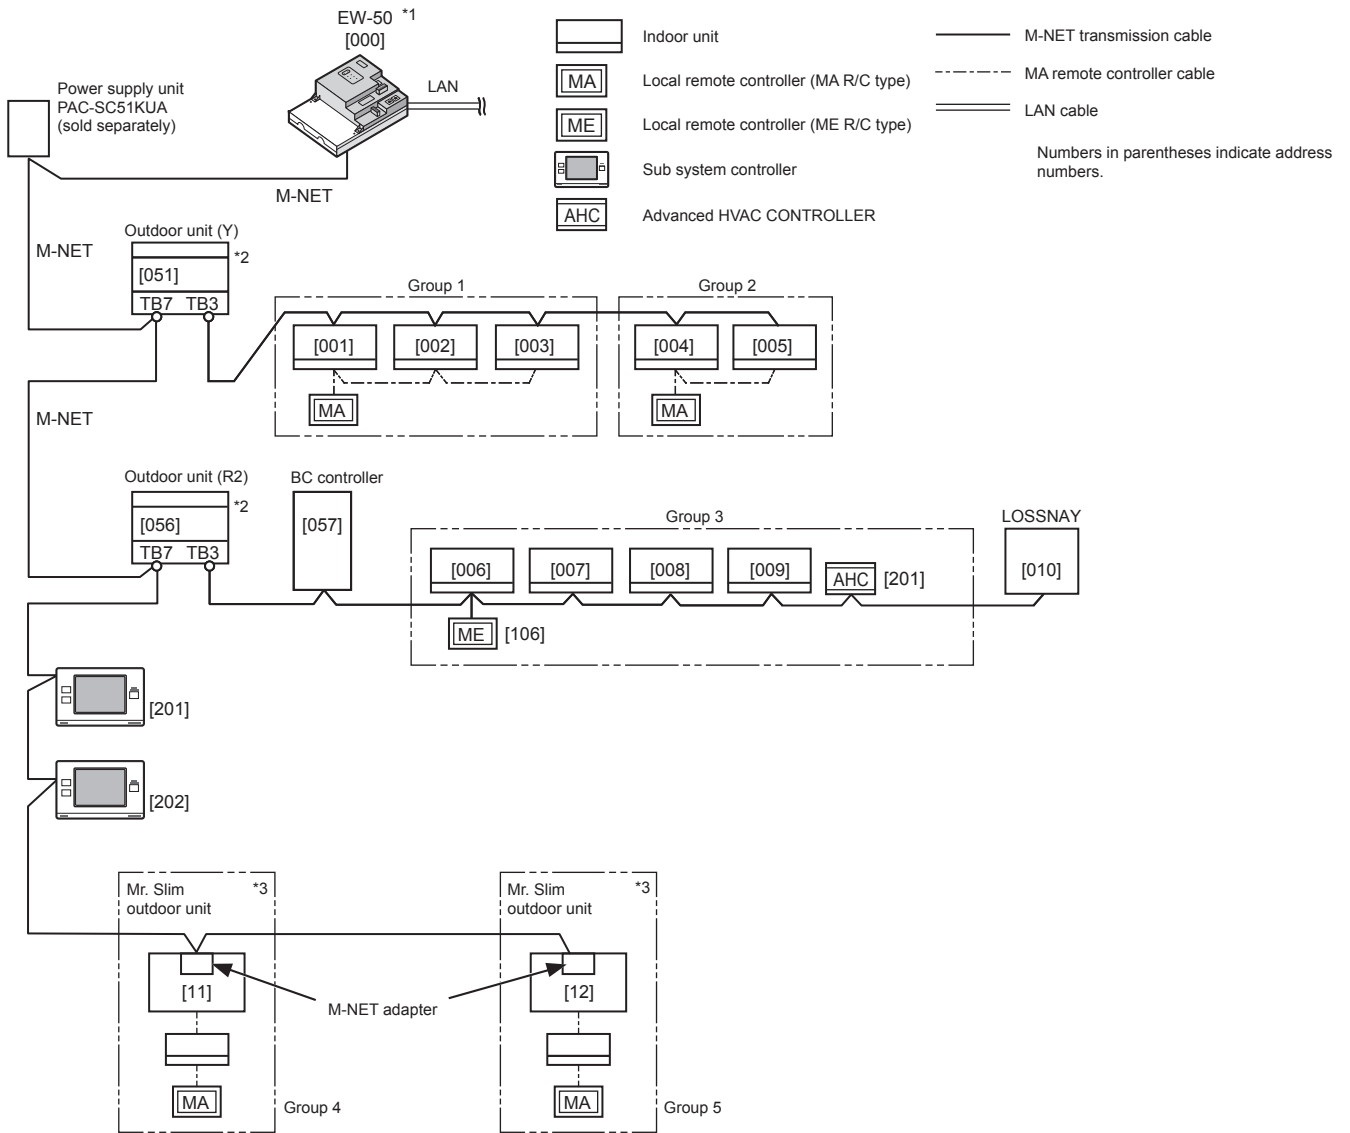 EW-50 *1
[000]
LAN
Power supply unit
PAC-SC51KUA
(sold separately)
M-NET
Indoor unit
MA
Local remote controller (MA R/C type)
ME
Local remote controller (ME R/C type)
Sub system controller
AHC
Advanced HVAC CONTROLLER
M-NET transmission cable
MA remote controller cable
LAN cable
Numbers in parentheses indicate address
numbers.
M-NET
Outdoor unit (Y)
*2
[051]
TB7 TB3
Group 1
[001] [002] [003]
MA
Group 2
[004] [005]
MA
M-NET
Outdoor unit (R2)
*2
[056]
TB7 TB3
BC controller
[057]
Group 3
[006] [007] [008] [009]
AHC [201]
ME [106]
LOSSNAY
[010]
[201]
[202]
Mr. Slim *3
outdoor unit
[11]
MA
Group 4
M-NET adapter
Mr. Slim *3
outdoor unit
[12]
MA
Group 5